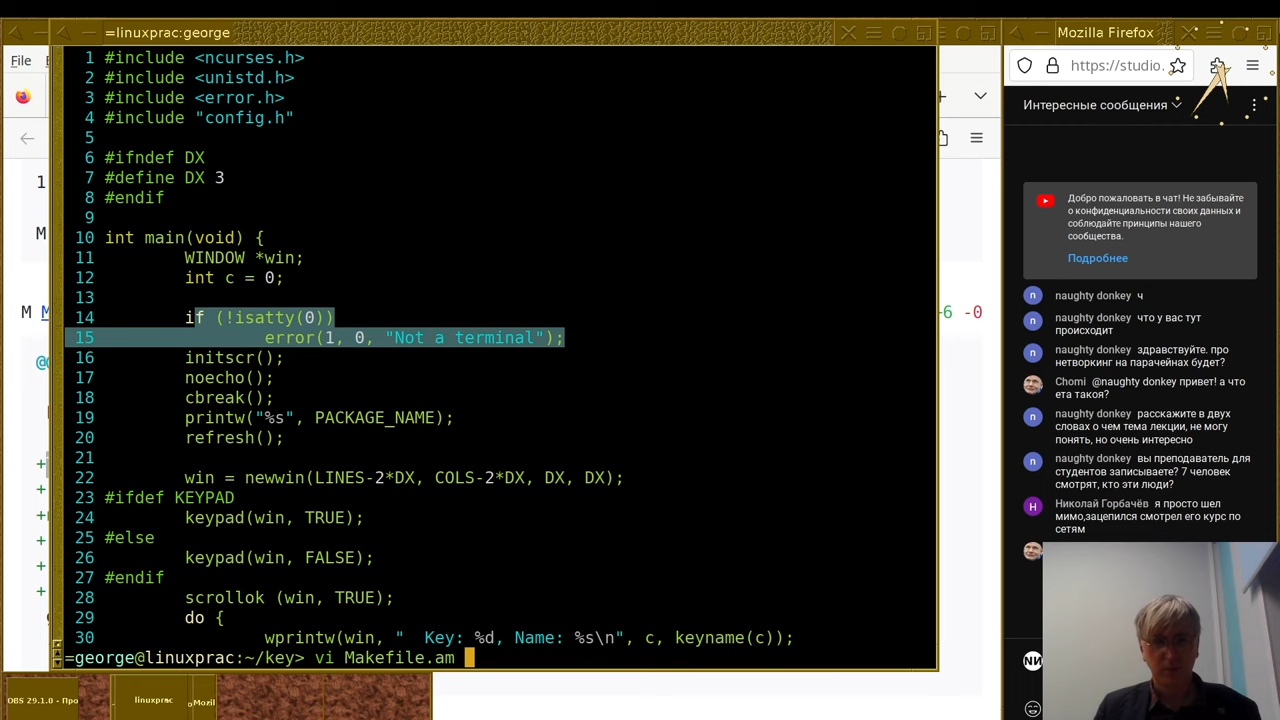 =linuxprac:george
Mozilla Firefox
File
https://studio.
Интересные сообщения
1 #include <ncurses.h>
2 #include <unistd.h>
3 #include <error.h>
4 #include "config.h"
5
6 #ifndef DX
7 #define DX 3
8 #endif
9
10 int main(void) {
11 WINDOW *win;
12 int c = 0;
13
14 if (!isatty(0))
15 error(1, 0, "Not a terminal");
16 initscr();
17 noecho();
18 cbreak();
19 printw("%s", PACKAGE_NAME);
20 refresh();
21
22 win = newwin(LINES-2*DX, COLS-2*DX, DX, DX);
23 #ifdef KEYPAD
24 keypad(win, TRUE);
25 #else
26 keypad(win, FALSE);
27 #endif
28 scrollok (win, TRUE);
29 do {
30 wprintw(win, "  Key: %d, Name: %s\n", c, keyname(c));
=george@linuxprac:~/key> vi Makefile.am
1
M
M M
@@
+
+
+
+
+
+
+6 -0
Добро пожаловать в чат! Не забывайте
о конфиденциальности своих данных и
соблюдайте принципы нашего
сообщества.
Подробнее
n naughty donkey ч
n naughty donkey что у вас тут
происходит
n naughty donkey здравствуйте. про
нетворкинг на парачейнах будет?
Chomi @naughty donkey привет! а что
ета такоя?
n naughty donkey расскажите в двух
словах о чем тема лекции, не могу
понять, но очень интересно
n naughty donkey вы преподаватель для
студентов записываете? 7 человек
смотрят, кто эти люди?
Н Николай Горбачёв я просто шел
мимо,зацепился смотрел его курс по
сетям
DBS 29.1.0 - Про
linuxprac
Mozil